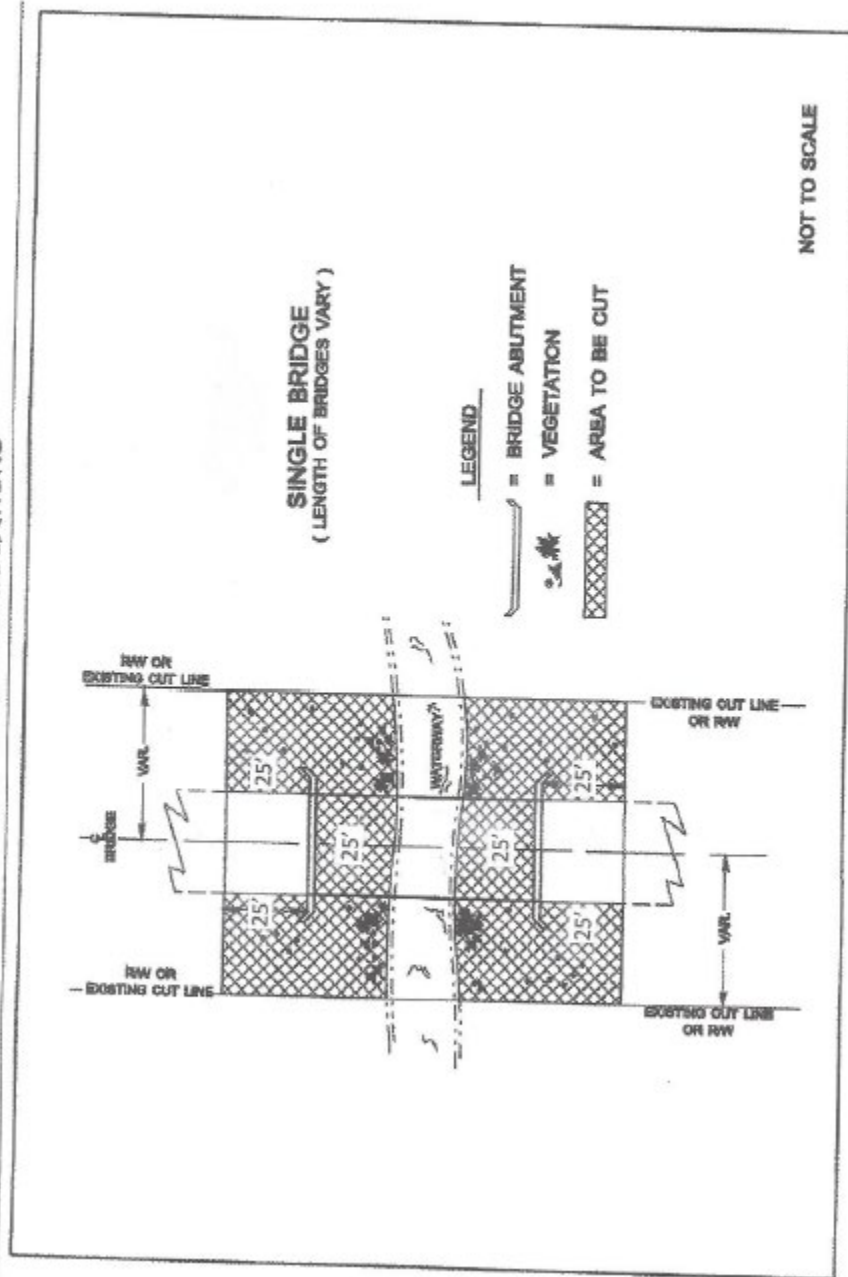 SINGLE BRIDGE
( LENGTH OF BRIDGES VARY )
LEGEND
= BRIDGE ABUTMENT
= VEGETATION
= AREA TO BE CUT
NOT TO SCALE
R/W OR
EXISTING CUT LINE
R/W OR
EXISTING CUT LINE
VAR.
BRIDGE
25'
25'
25'
WATERWAY
25'
25'
25'
VAR.
EXISTING CUT LINE
OR R/W
EXISTING CUT LINE
OR R/W